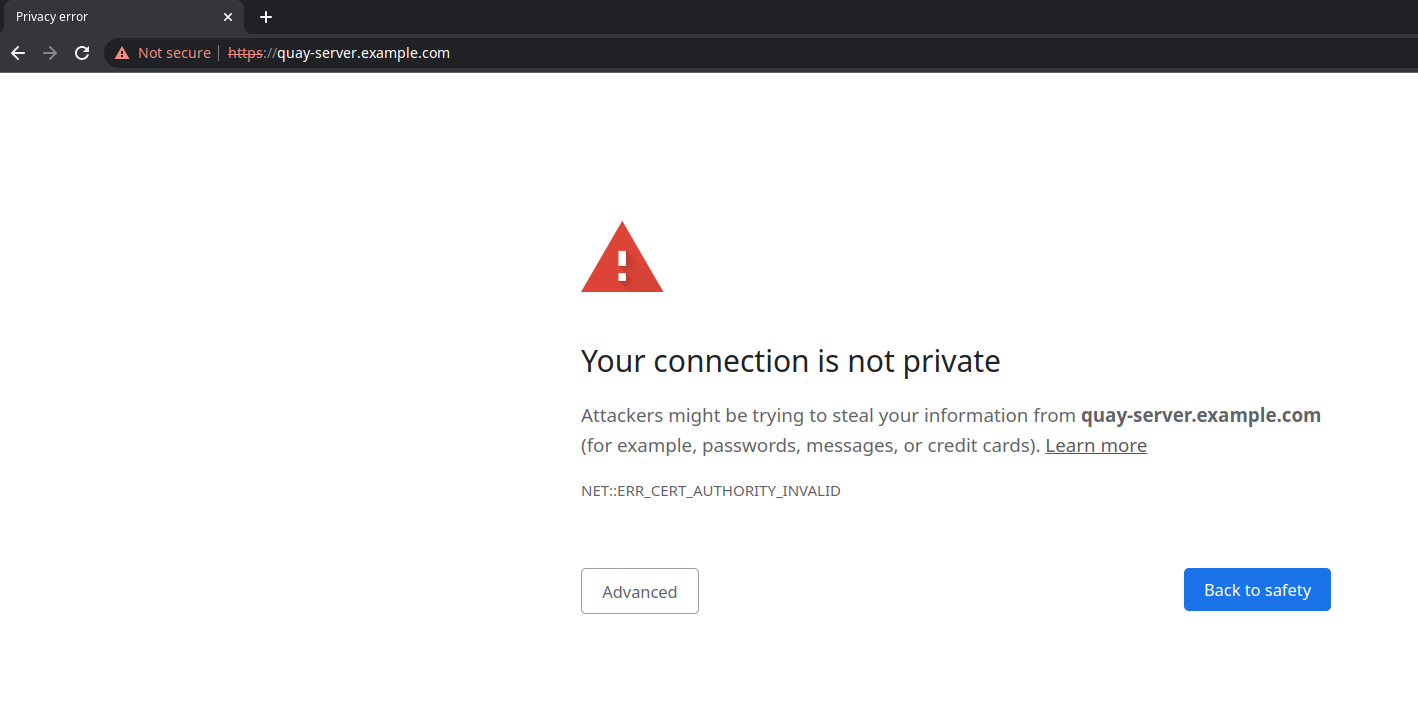 Privacy error
Not secure | https://quay-server.example.com
Your connection is not private
Attackers might be trying to steal your information from quay-server.example.com
(for example, passwords, messages, or credit cards). Learn more
NET::ERR_CERT_AUTHORITY_INVALID
Advanced
Back to safety